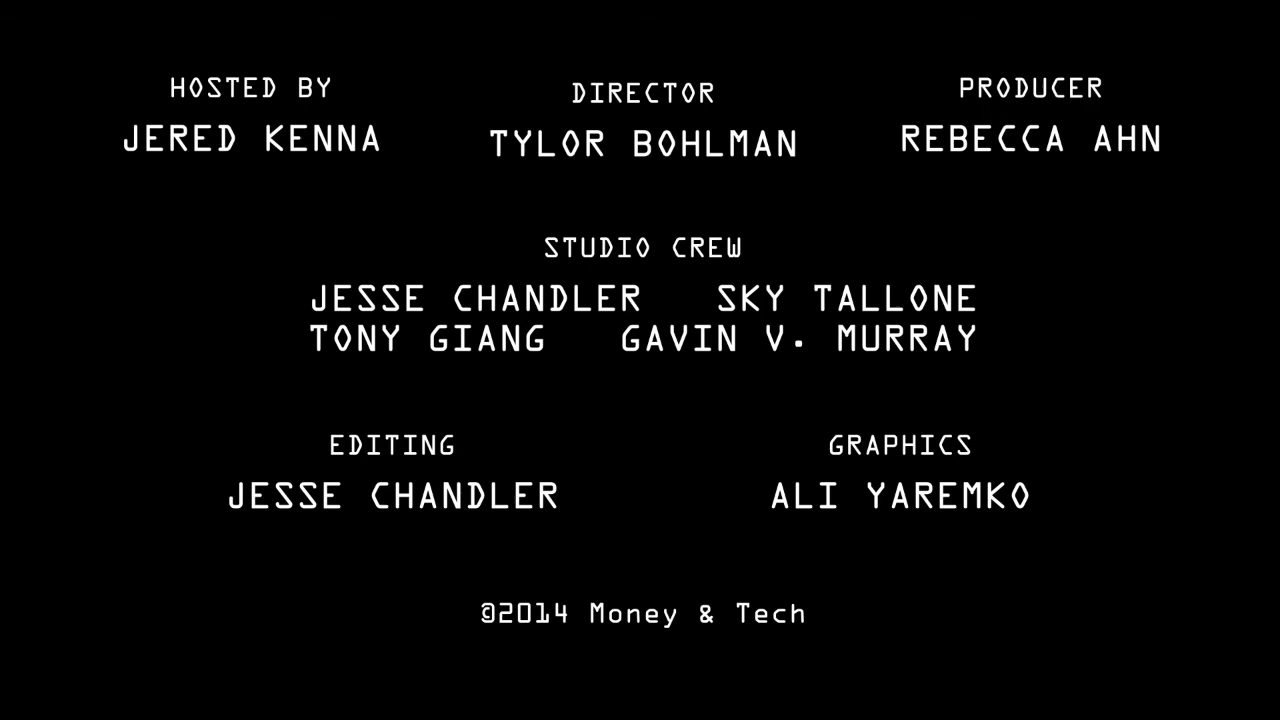 HOSTED BY
JERED KENNA
DIRECTOR
TYLOR BOHLMAN
PRODUCER
REBECCA AHN
STUDIO CREW
JESSE CHANDLER SKY TALLONE
TONY GIANG GAVIN V. MURRAY
EDITING
JESSE CHANDLER
GRAPHICS
ALI YAREMKO
©2014 Money & Tech